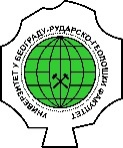 УНИВЕРЗИТЕТ У БЕОГРАДУ-РУДАРСКО-ГЕОЛОШКИ ФАКУЛТЕТ